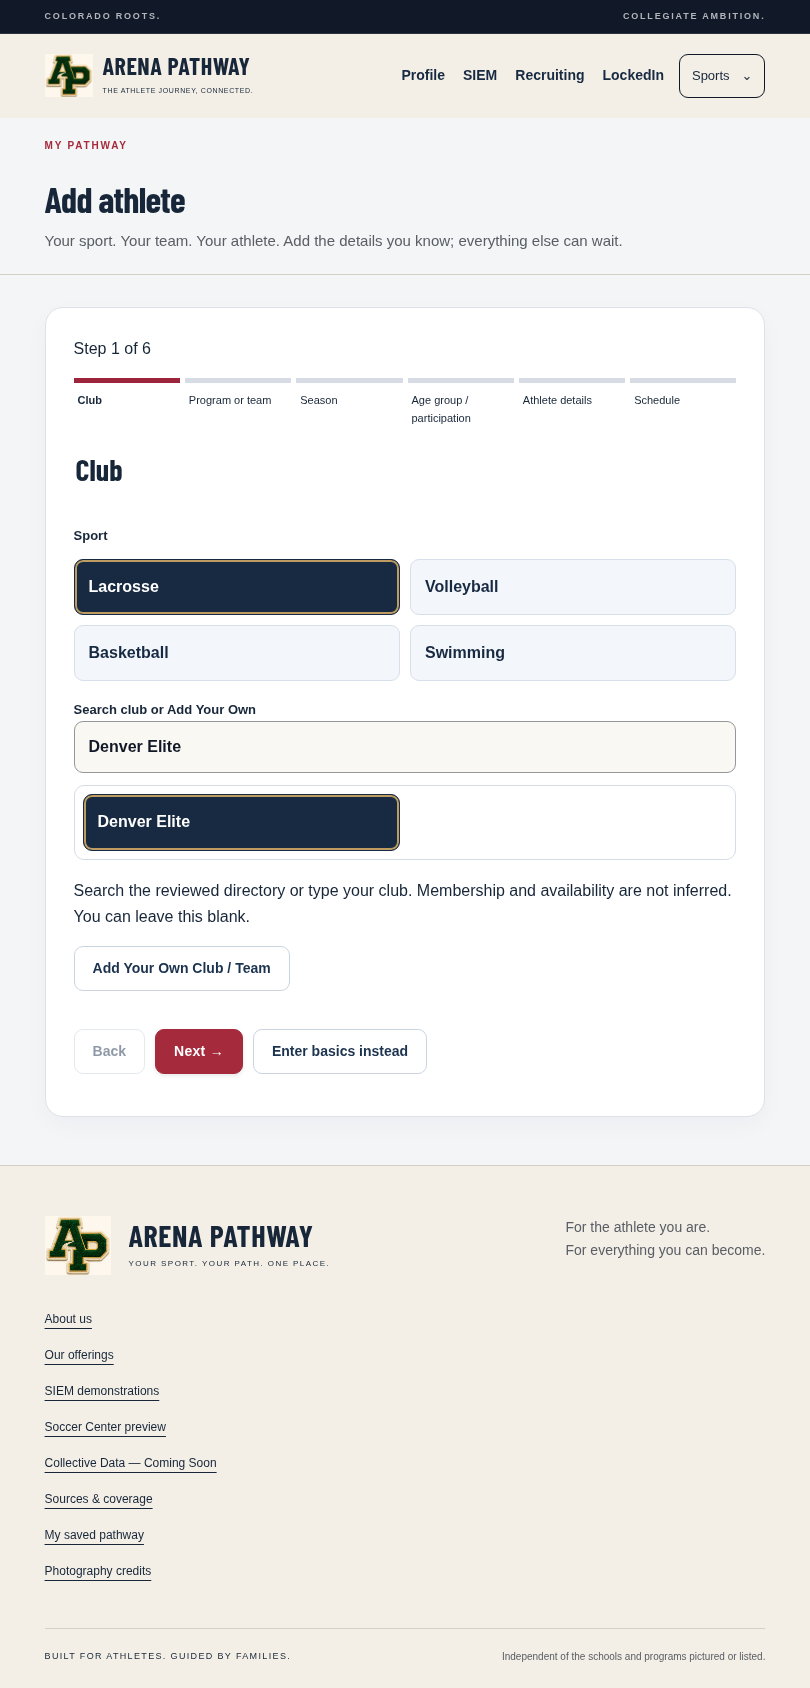 COLORADO ROOTS.
COLLEGIATE AMBITION.
AP
ARENA PATHWAY
THE ATHLETE JOURNEY, CONNECTED.
Profile
SIEM
Recruiting
LockedIn
Sports
MY PATHWAY
Add athlete
Your sport. Your team. Your athlete. Add the details you know; everything else can wait.
Step 1 of 6
Club
Program or team
Season
Age group /
participation
Athlete details
Schedule
Club
Sport
Lacrosse
Volleyball
Basketball
Swimming
Search club or Add Your Own
Denver Elite
Denver Elite
Search the reviewed directory or type your club. Membership and availability are not inferred.
You can leave this blank.
Add Your Own Club / Team
Back
Next →
Enter basics instead
AP
ARENA PATHWAY
YOUR SPORT. YOUR PATH. ONE PLACE.
For the athlete you are.
For everything you can become.
About us
Our offerings
SIEM demonstrations
Soccer Center preview
Collective Data — Coming Soon
Sources & coverage
My saved pathway
Photography credits
BUILT FOR ATHLETES. GUIDED BY FAMILIES.
Independent of the schools and programs pictured or listed.